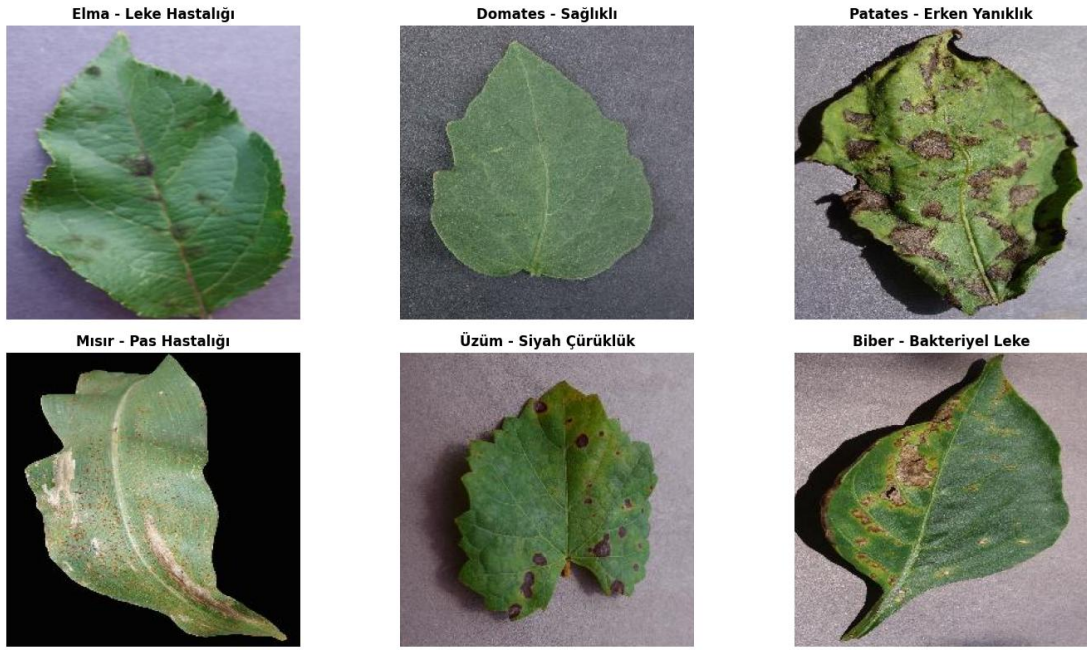 Elma - Leke Hastalığı
Domates - Sağlıklı
Patates - Erken Yanıklık
Mısır - Pas Hastalığı
Üzüm - Siyah Çürüklük
Biber - Bakteriyel Leke